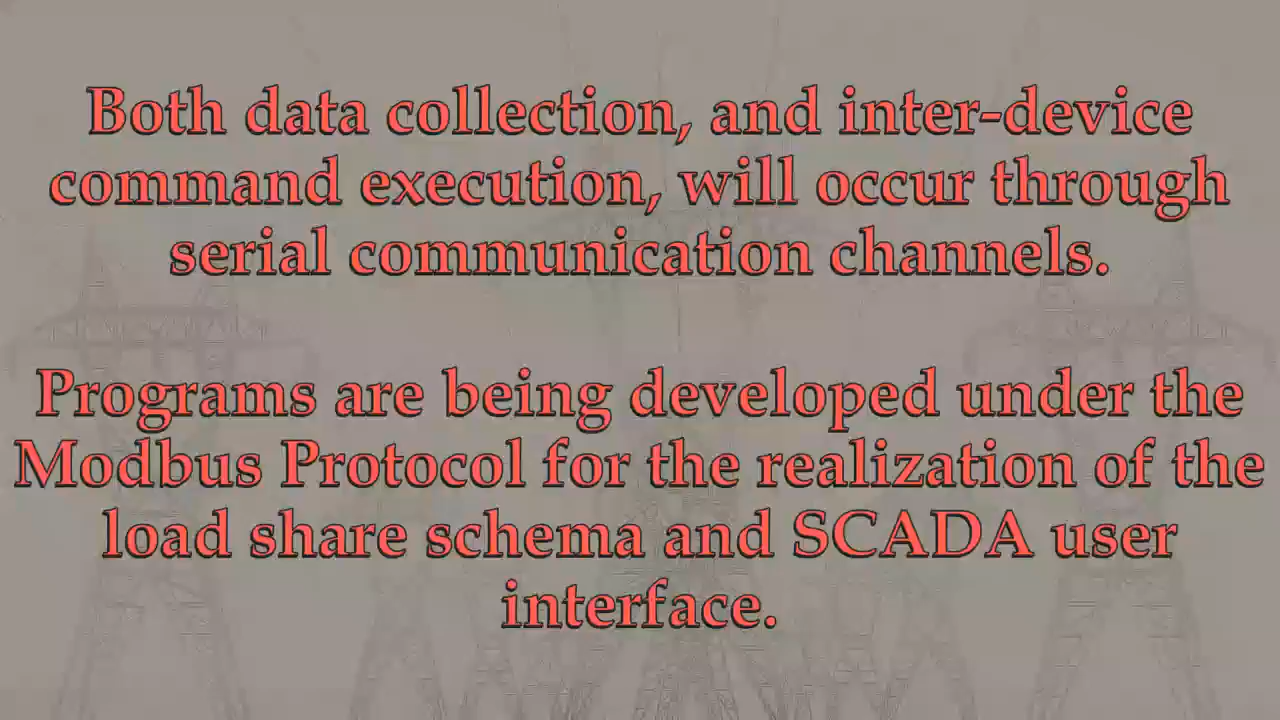 Both data collection, and inter-device
command execution, will occur through
serial communication channels.
Programs are being developed under the
Modbus Protocol for the realization of the
load share schema and SCADA user
interface.